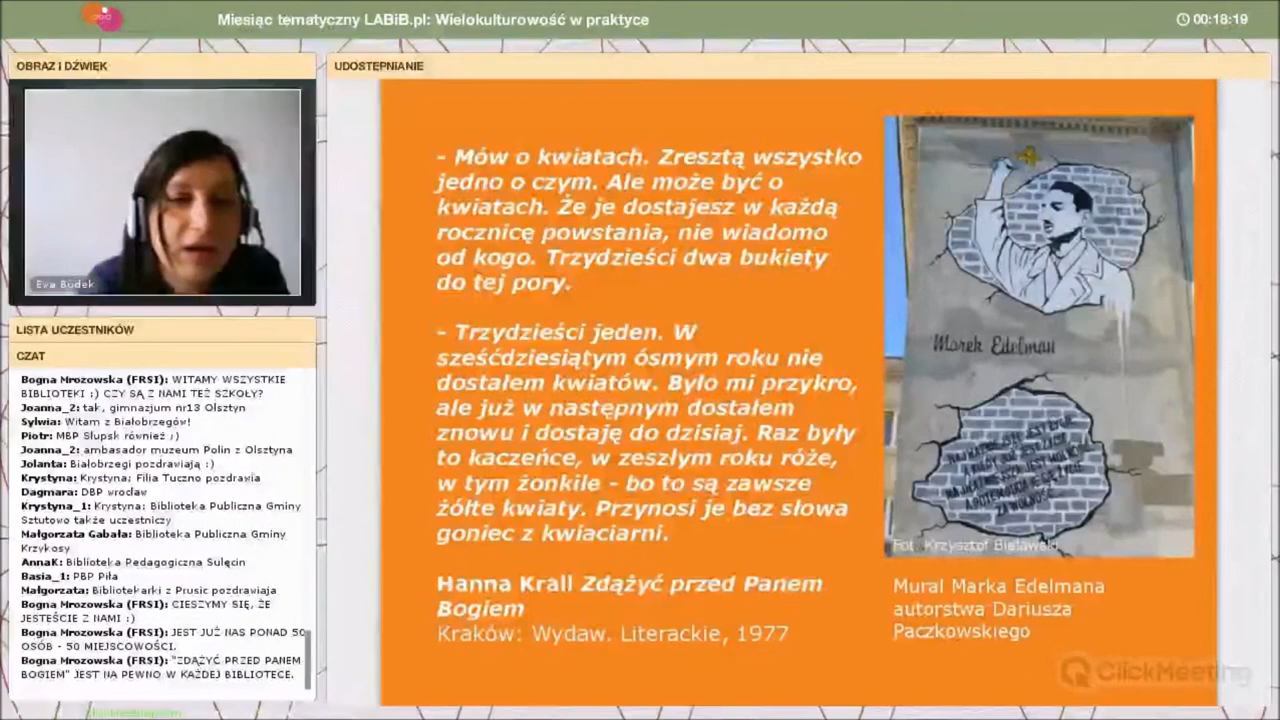 Miesiąc tematyczny LABiB.pl: Wielokulturowość w praktyce
00:18:19
OBRAZ I DŹWIĘK
Ewa Budek
LISTA UCZESTNIKÓW
CZAT
Bogna Mrozowska (FRSI): WITAMY WSZYSTKIE
BIBLIOTEKI :) CZY SĄ Z NAMI TEŻ SZKOŁY?
Joanna_2: tak, gimnazjum nr13 Olsztyn
Sylwia: Witam z Białobrzegów!
Piotr: MBP Słupsk również ;)
Joanna_2: ambasador muzeum Polin z Olsztyna
Jolanta: Białobrzegi pozdrawiają :)
Krystyna: Krystyna: Filia Tuczno pozdrawia
Dagmara: DBP wrocław
Krystyna_1: Krystyna: Biblioteka Publiczna Gminy
Sztutowo także uczestniczy
Małgorzata Gabała: Biblioteka Publiczna Gminy
Krzykosy
AnnaK: Biblioteka Pedagogiczna Sulęcin
Basia_1: PBP Piła
Małgorzata: Bibliotekarki z Prusic pozdrawiaja
Bogna Mrozowska (FRSI): CIESZYMY SIĘ, ŻE
JESTEŚCIE Z NAMI :)
Bogna Mrozowska (FRSI): JEST JUŻ NAS PONAD 50
OSÓB - 50 MIEJSCOWOŚCI.
Bogna Mrozowska (FRSI): "ZDĄŻYĆ PRZED PANEM
BOGIEM" JEST NA PEWNO W KAŻDEJ BIBLIOTECE.
UDOSTĘPNIANIE
- Mów o kwiatach. Zresztą wszystko
jedno o czym. Ale może być o
kwiatach. Że je dostajesz w każdą
rocznicę powstania, nie wiadomo
od kogo. Trzydzieści dwa bukiety
do tej pory.
- Trzydzieści jeden. W
sześćdziesiątym ósmym roku nie
dostałem kwiatów. Było mi przykro,
ale już w następnym dostałem
znowu i dostaję do dzisiaj. Raz były
to kaczeńce, w zeszłym roku róże,
w tym żonkile - bo to są zawsze
żółte kwiaty. Przynosi je bez słowa
goniec z kwiaciarni.
Hanna Krall Zdążyć przed Panem
Bogiem
Kraków: Wydaw. Literackie, 1977
Marek Edelman
Fot. Krzysztof Bielawski
Mural Marka Edelmana
autorstwa Dariusza
Paczkowskiego
ClickMeeting